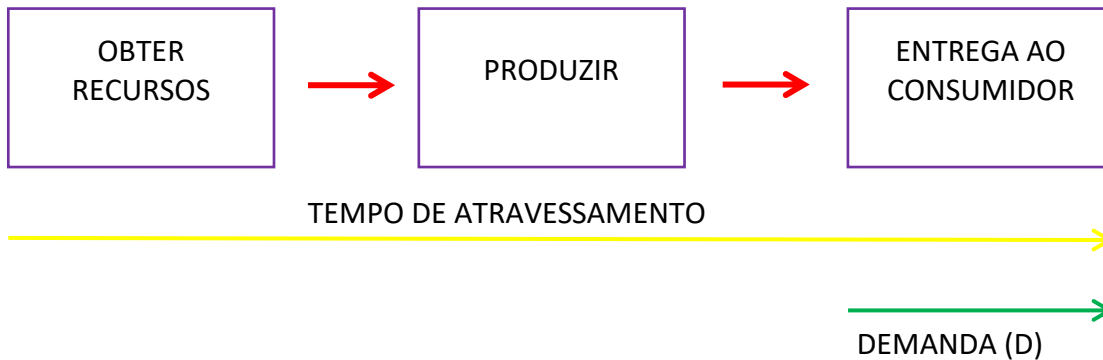 OBTER
RECURSOS
PRODUZIR
ENTREGA AO
CONSUMIDOR
TEMPO DE ATRAVESSAMENTO
DEMANDA (D)